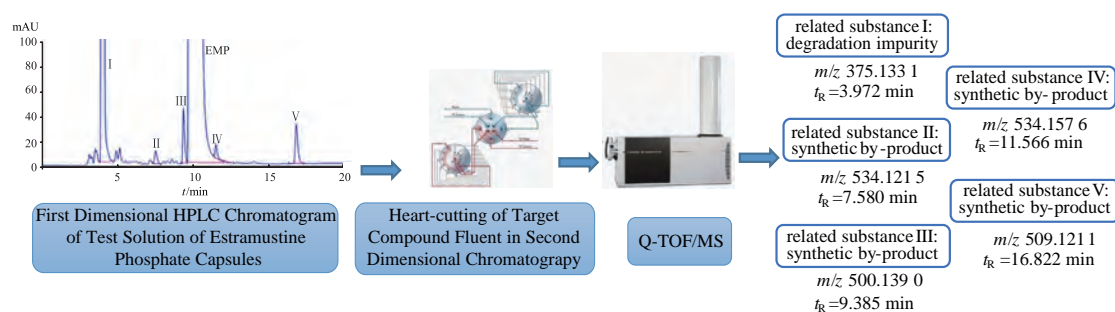 mAU
100
80
60
40
20
0
I
II
III
EMP
IV
V
5
10
15
20
t/min
First Dimensional HPLC Chromatogram
of Test Solution of Estramustine
Phosphate Capsules
Heart-cutting of Target
Compound Fluent in Second
Dimensional Chromatograpy
Q-TOF/MS
related substance I:
degradation impurity
m/z 375.133 1
tR =3.972 min
related substance II:
synthetic by-product
m/z 534.121 5
tR =7.580 min
related substance III:
synthetic by-product
m/z 500.139 0
tR =9.385 min
related substance IV:
synthetic by- product
m/z 534.157 6
tR =11.566 min
related substance V:
synthetic by-product
m/z 509.121 1
tR =16.822 min